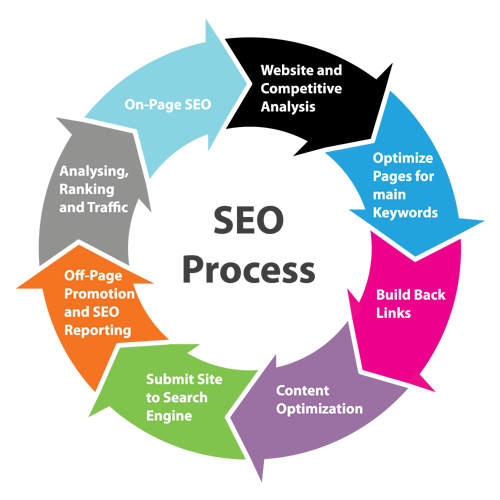 SEO
Process
Website and
Competitive
Analysis
Optimize
Pages for
main
Keywords
Build Back
Links
Content
Optimization
Submit Site
to Search
Engine
Off-Page
Promotion
and SEO
Reporting
Analysing,
Ranking
and Traffic
On-Page SEO